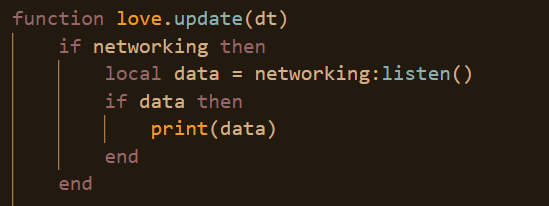 function love.update(dt)
    if networking then
        local data = networking:listen()
        if data then
            print(data)
        end
    end